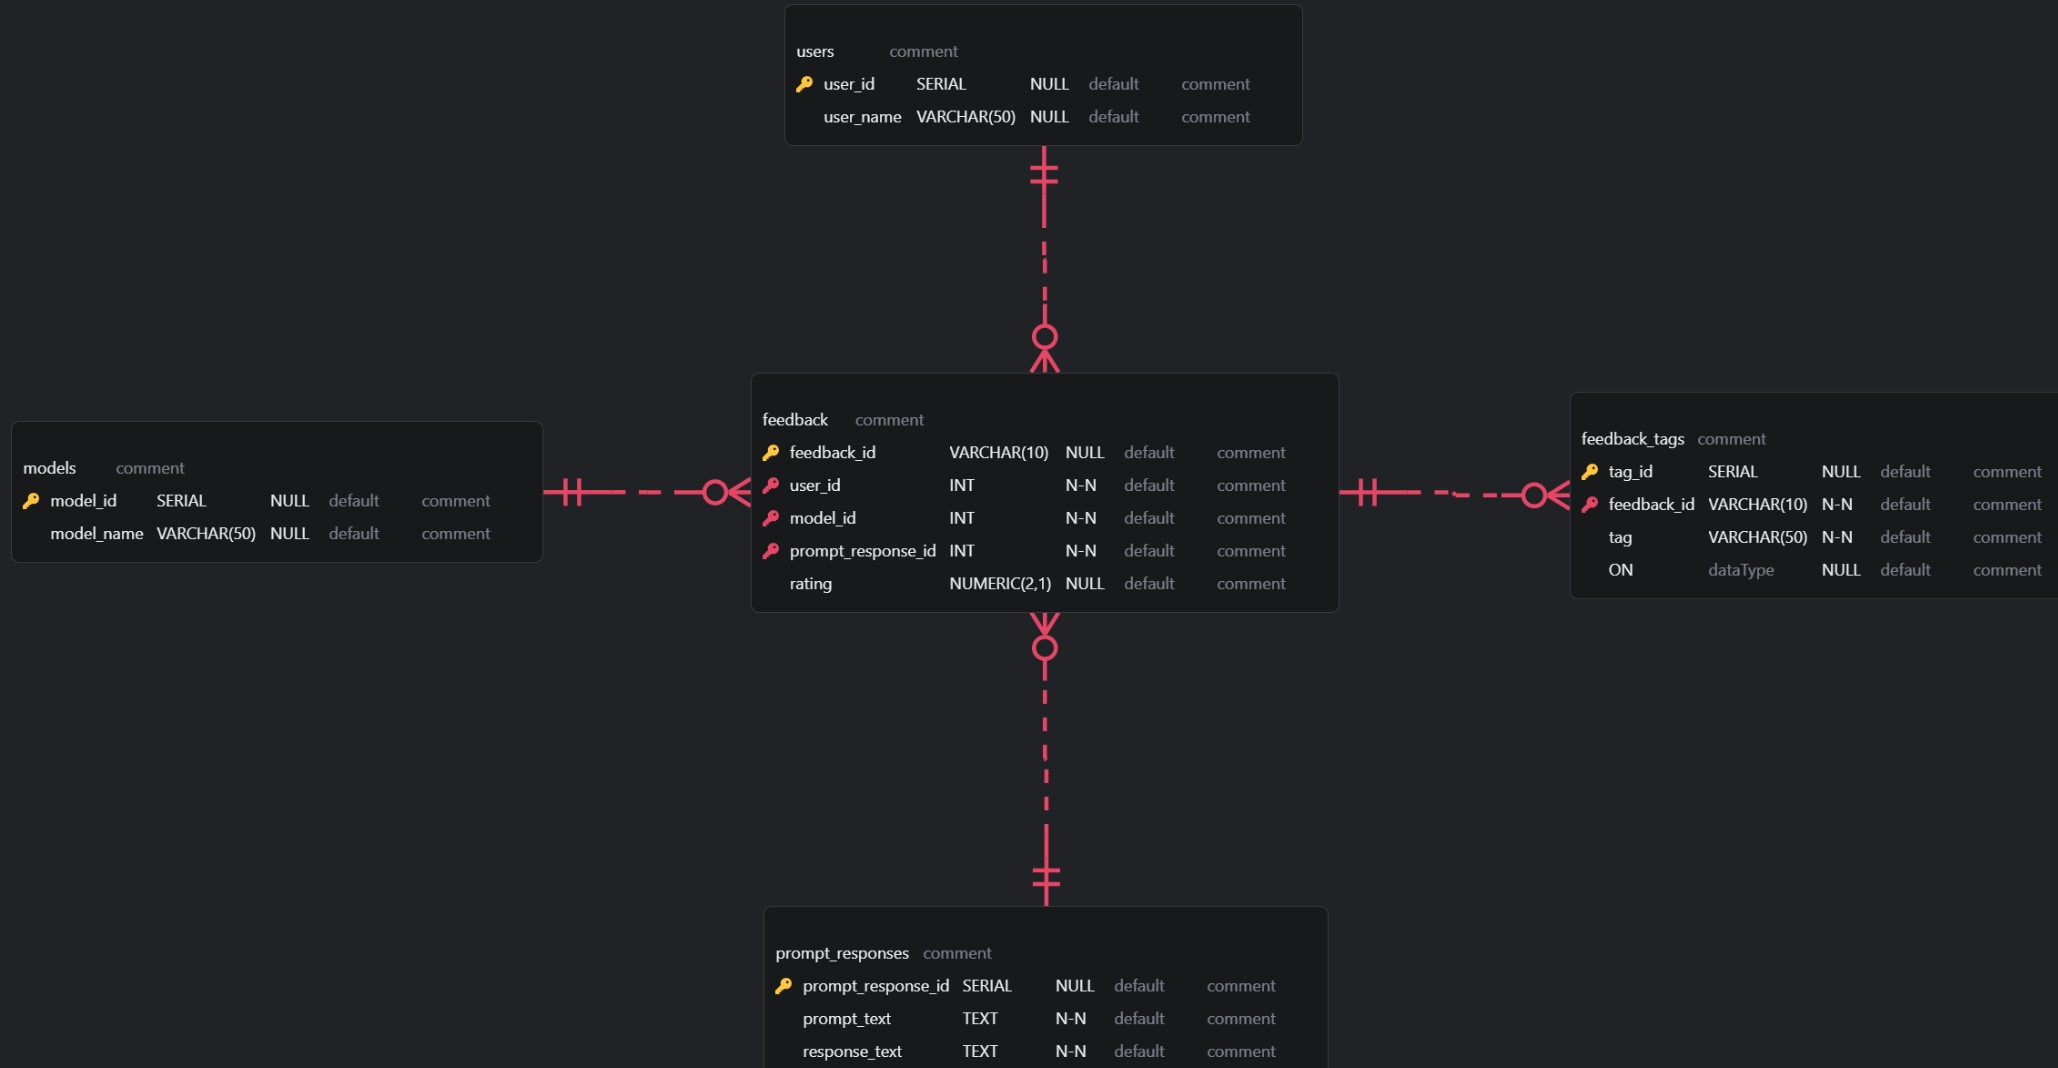 users comment
user_id SERIAL NULL default comment
user_name VARCHAR(50) NULL default comment
models comment
model_id SERIAL NULL default comment
model_name VARCHAR(50) NULL default comment
feedback comment
feedback_id VARCHAR(10) NULL default comment
user_id INT N-N default comment
model_id INT N-N default comment
prompt_response_id INT N-N default comment
rating NUMERIC(2,1) NULL default comment
feedback_tags comment
tag_id SERIAL NULL default comment
feedback_id VARCHAR(10) N-N default comment
tag VARCHAR(50) N-N default comment
ON dataType NULL default comment
prompt_responses comment
prompt_response_id SERIAL NULL default comment
prompt_text TEXT N-N default comment
response_text TEXT N-N default comment